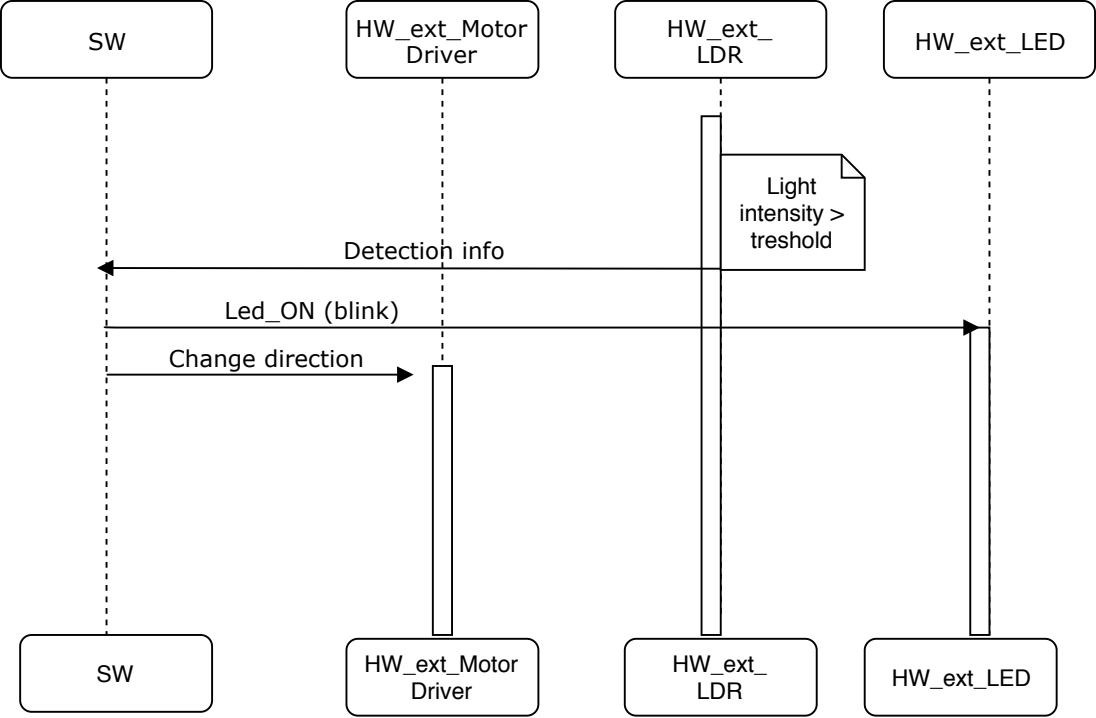 SW
HW_ext_Motor
Driver
HW_ext_
LDR
HW_ext_LED
Light
intensity >
treshold
Detection info
Led_ON (blink)
Change direction
SW
HW_ext_Motor
Driver
HW_ext_
LDR
HW_ext_LED